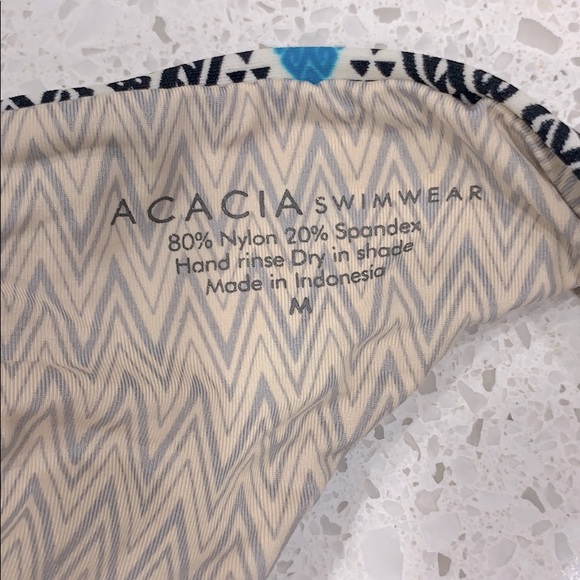 ACACIA SWIMWEAR
80% Nylon 20% Spandex
Hand rinse Dry in shade
Made in Indonesia
M